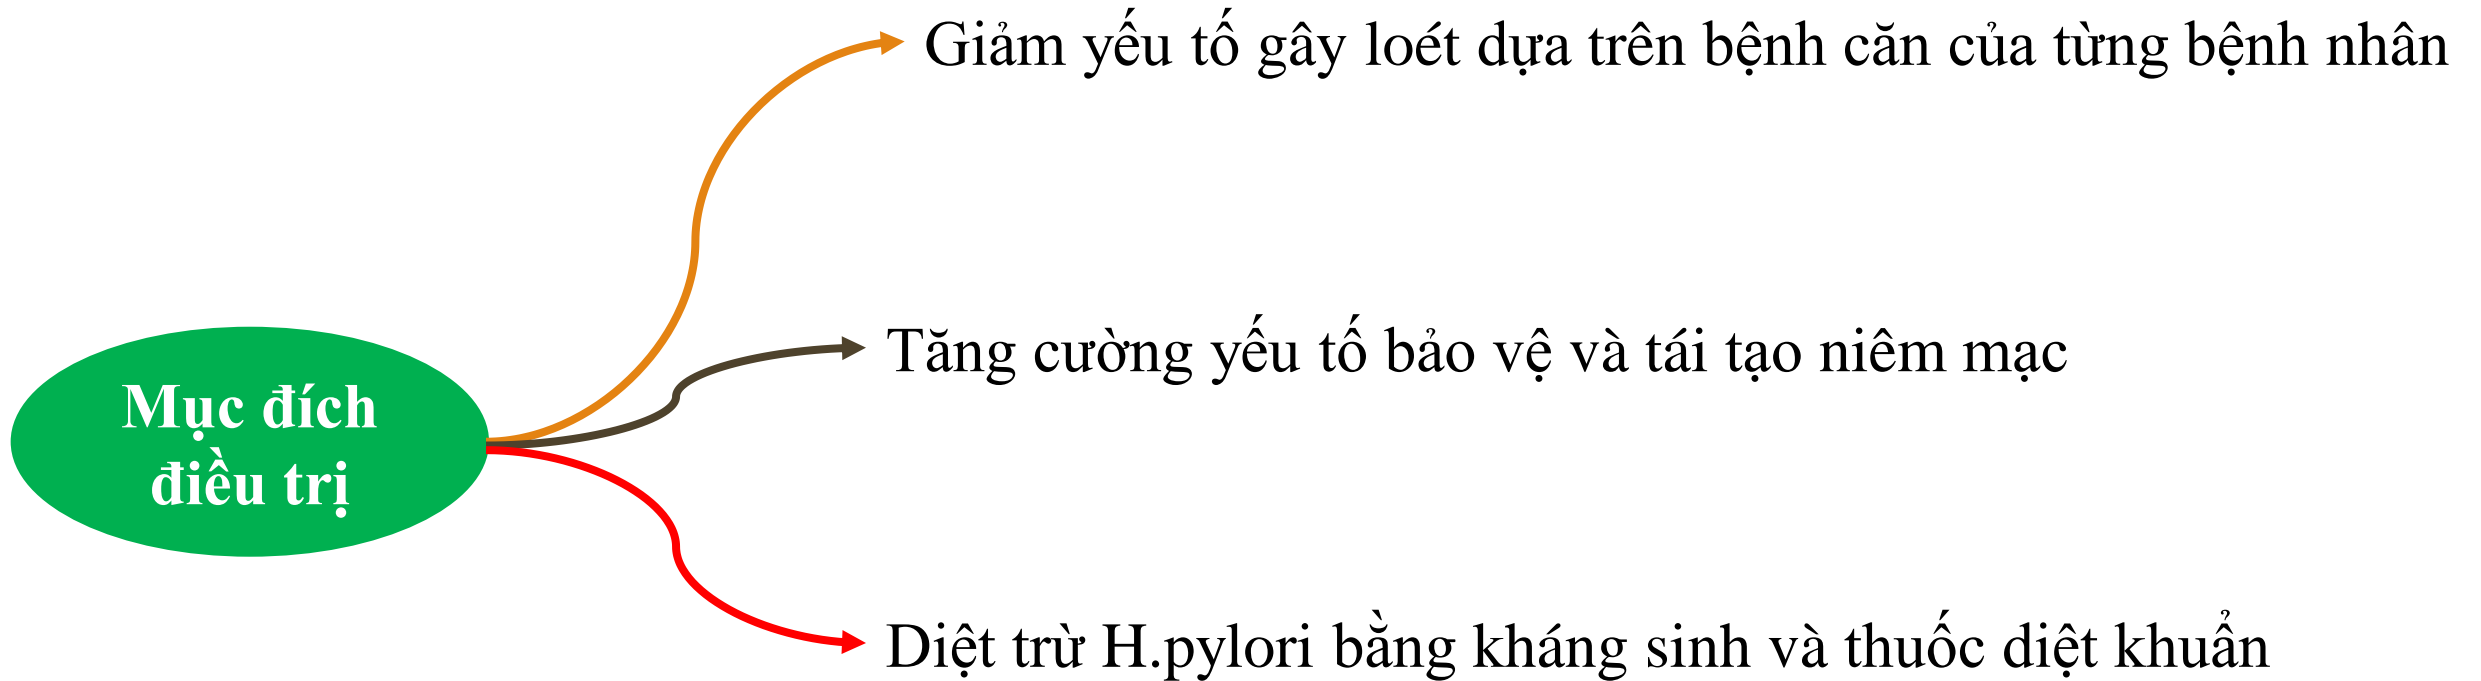 Giảm yếu tố gây loét dựa trên bệnh căn của từng bệnh nhân
Tăng cường yếu tố bảo vệ và tái tạo niêm mạc
Mục đích
điều trị
Diệt trừ H.pylori bằng kháng sinh và thuốc diệt khuẩn